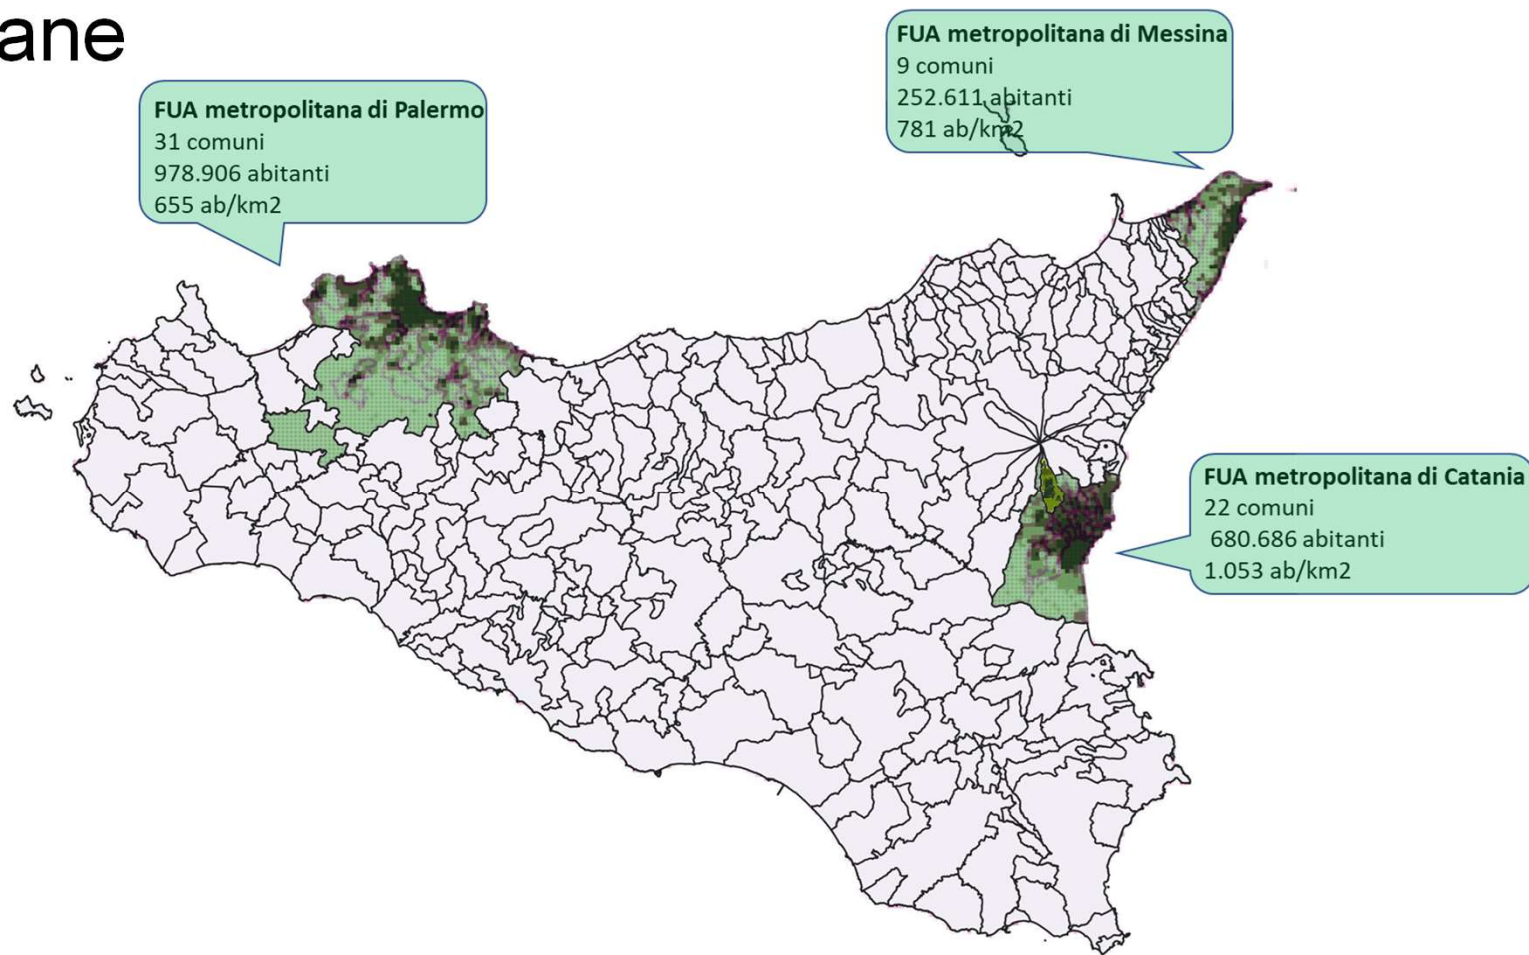 ane
FUA metropolitana di Palermo
31 comuni
978.906 abitanti
655 ab/km2
FUA metropolitana di Messina
9 comuni
252.611 abitanti
781 ab/km2
FUA metropolitana di Catania
22 comuni
680.686 abitanti
1.053 ab/km2